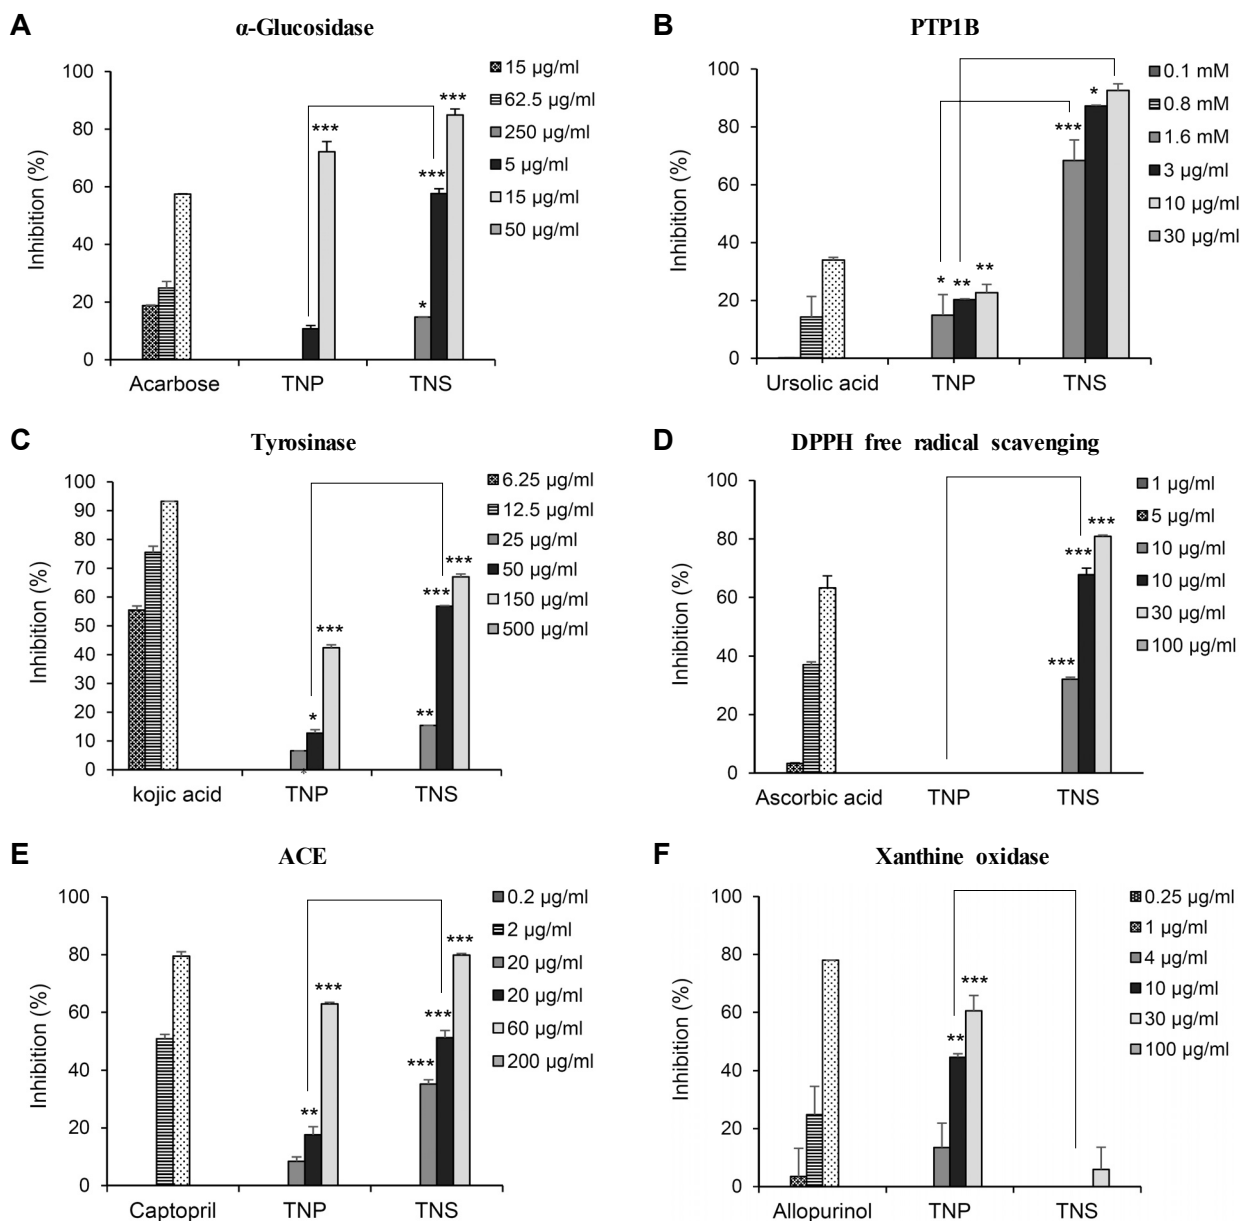 A
α-Glucosidase
Inhibition (%)
100
80
60
40
20
0
***
***
***
*
Acarbose TNP TNS
15 µg/ml
62.5 µg/ml
250 µg/ml
5 µg/ml
15 µg/ml
50 µg/ml
B
PTP1B
Inhibition (%)
100
80
60
40
20
0
*
***
* ** **
Ursolic acid TNP TNS
0.1 mM
0.8 mM
1.6 mM
3 µg/ml
10 µg/ml
30 µg/ml
C
Tyrosinase
Inhibition (%)
100
90
80
70
60
50
40
30
20
10
0
***
***
***
* **
*
kojic acid TNP TNS
6.25 µg/ml
12.5 µg/ml
25 µg/ml
50 µg/ml
150 µg/ml
500 µg/ml
D
DPPH free radical scavenging
Inhibition (%)
100
80
60
40
20
0
***
***
***
Ascorbic acid TNP TNS
1 µg/ml
5 µg/ml
10 µg/ml
10 µg/ml
30 µg/ml
100 µg/ml
E
ACE
Inhibition (%)
100
80
60
40
20
0
***
***
***
***
**
Captopril TNP TNS
0.2 µg/ml
2 µg/ml
20 µg/ml
20 µg/ml
60 µg/ml
200 µg/ml
F
Xanthine oxidase
Inhibition (%)
100
80
60
40
20
0
***
**
Allopurinol TNP TNS
0.25 µg/ml
1 µg/ml
4 µg/ml
10 µg/ml
30 µg/ml
100 µg/ml